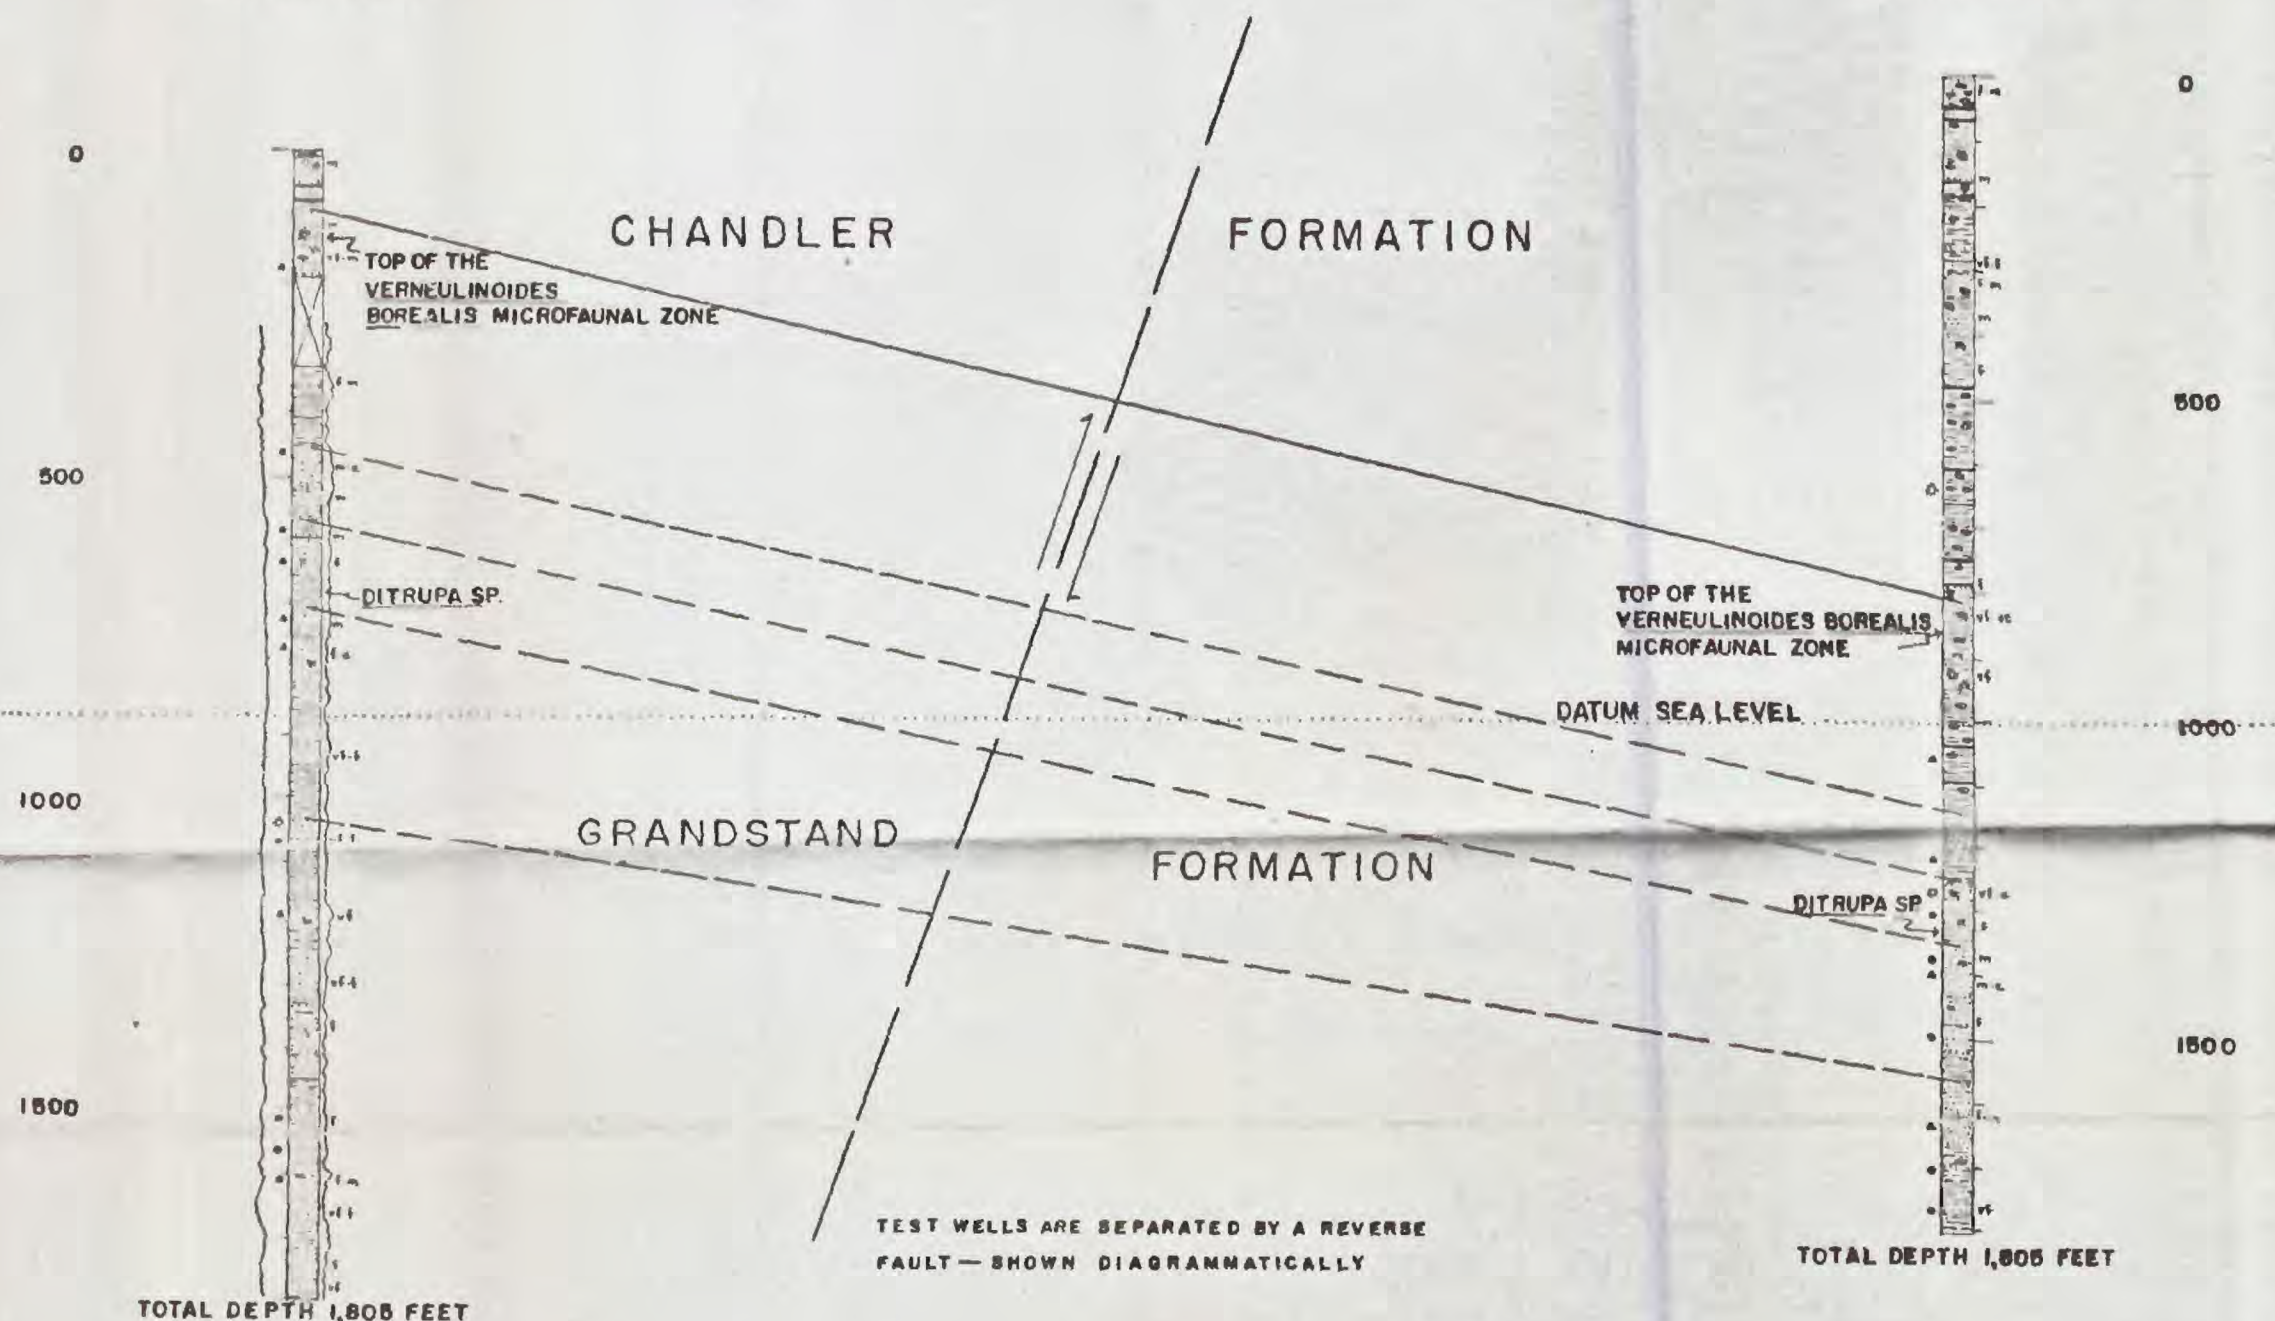 0
0
CHANDLER FORMATION
TOP OF THE
VERNEULINOIDES
BOREALIS MICROFAUNAL ZONE
500
500
DITRUPA SP.
TOP OF THE
VERNEULINOIDES BOREALIS
MICROFAUNAL ZONE
DATUM SEA LEVEL
1000
1000
GRANDSTAND
FORMATION
DITRUPA SP
1500
1500
TEST WELLS ARE SEPARATED BY A REVERSE
FAULT — SHOWN DIAGRAMMATICALLY
TOTAL DEPTH 1,805 FEET
TOTAL DEPTH 1,805 FEET